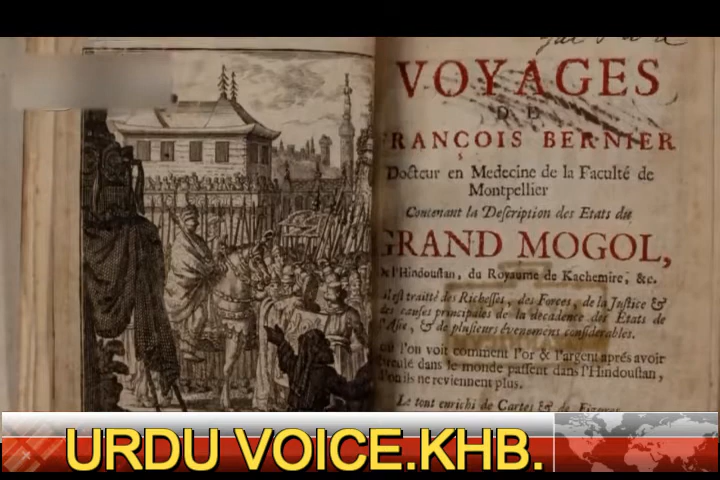 VOYAGES
DE
FRANÇOIS BERNIER
Docteur en Medecine de la Faculté de
Montpellier
Contenant la Deſcription des Etats du
GRAND MOGOL,
de l'Hindouſtan, du Royaume de Kachemire, &c.
Il eſt traitté des Richeſſes, des Forces, de la Juſtice &
des cauſes principales de la decadence des Etats de
l'Aſie, & de pluſieurs évenemens conſiderables.
où l'on voit comment l'or & l'argent aprés avoir
circulé dans le monde paſſent dans l'Hindouſtan,
d'où ils ne reviennent plus.
Le tout enrichi de Cartes & de Figures
URDU VOICE.KHB.